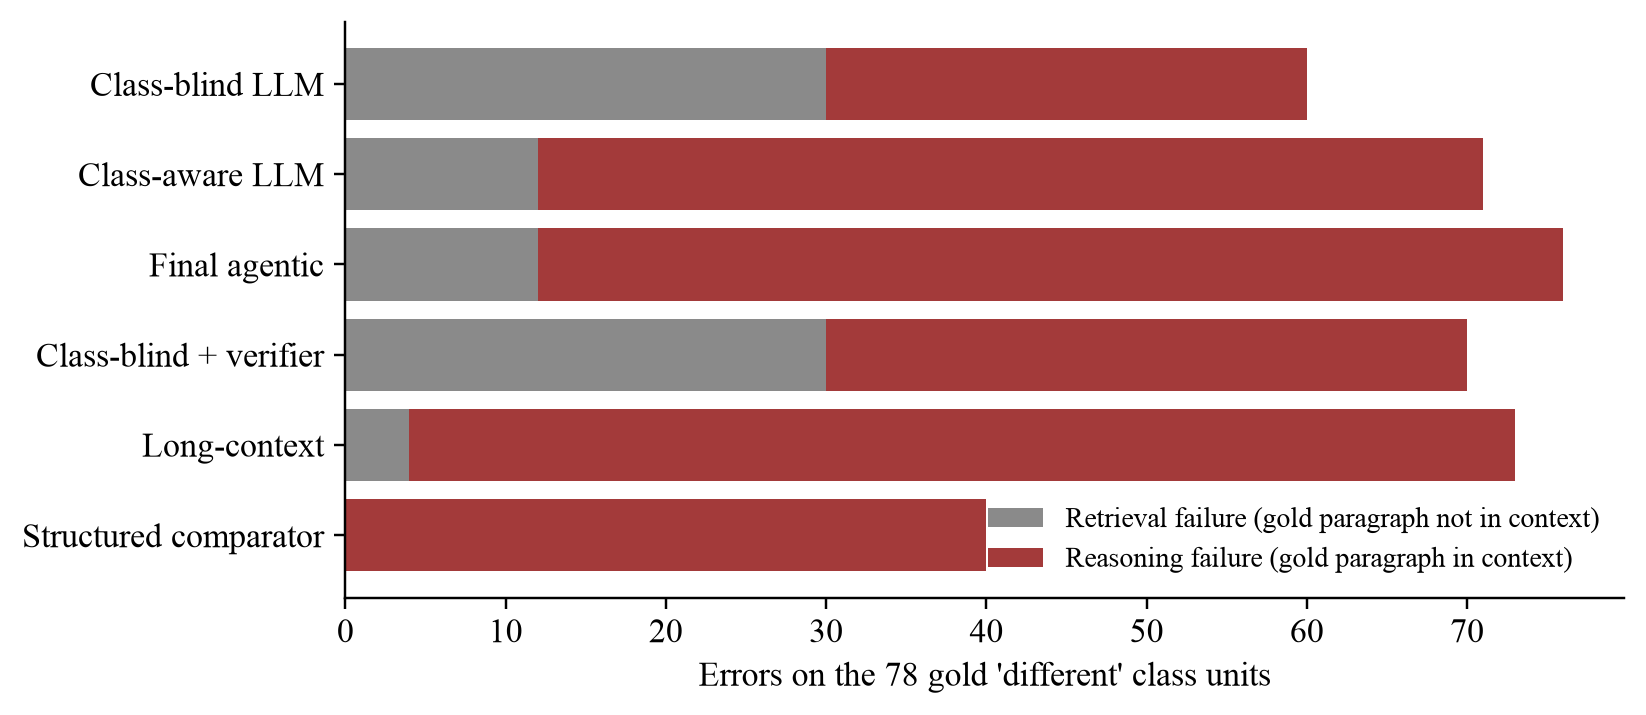 Class-blind LLM
Class-aware LLM
Final agentic
Class-blind + verifier
Long-context
Structured comparator
Retrieval failure (gold paragraph not in context)
Reasoning failure (gold paragraph in context)
0 10 20 30 40 50 60 70
Errors on the 78 gold 'different' class units